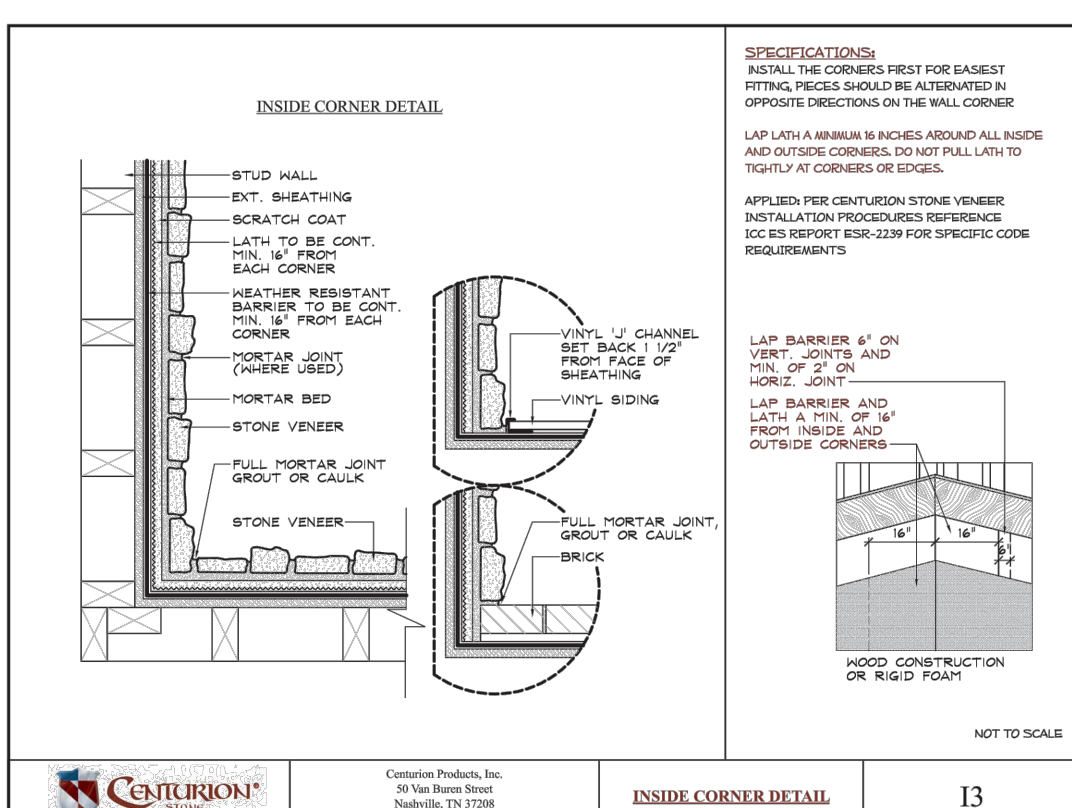 INSIDE CORNER DETAIL
STUD WALL
EXT. SHEATHING
SCRATCH COAT
LATH TO BE CONT.
MIN. 16" FROM
EACH CORNER
WEATHER RESISTANT
BARRIER TO BE CONT.
MIN. 16" FROM EACH
CORNER
MORTAR JOINT
(WHERE USED)
MORTAR BED
STONE VENEER
FULL MORTAR JOINT
GROUT OR CAULK
STONE VENEER
VINYL 'J' CHANNEL
SET BACK 1 1/2"
FROM FACE OF
SHEATHING
VINYL SIDING
FULL MORTAR JOINT,
GROUT OR CAULK
BRICK
SPECIFICATIONS:
INSTALL THE CORNERS FIRST FOR EASIEST
FITTING, PIECES SHOULD BE ALTERNATED IN
OPPOSITE DIRECTIONS ON THE WALL CORNER
LAP LATH A MINIMUM 16 INCHES AROUND ALL INSIDE
AND OUTSIDE CORNERS. DO NOT PULL LATH TO
TIGHTLY AT CORNERS OR EDGES.
APPLIED: PER CENTURION STONE VENEER
INSTALLATION PROCEDURES REFERENCE
ICC ES REPORT ESR-2239 FOR SPECIFIC CODE
REQUIREMENTS
LAP BARRIER 6" ON
VERT. JOINTS AND
MIN. OF 2" ON
HORIZ. JOINT
LAP BARRIER AND
LATH A MIN. OF 16"
FROM INSIDE AND
OUTSIDE CORNERS
16" 16"
6"
WOOD CONSTRUCTION
OR RIGID FOAM
NOT TO SCALE
CENTURION®
STONE
Centurion Products, Inc.
50 Van Buren Street
Nashville, TN 37208
INSIDE CORNER DETAIL
I3